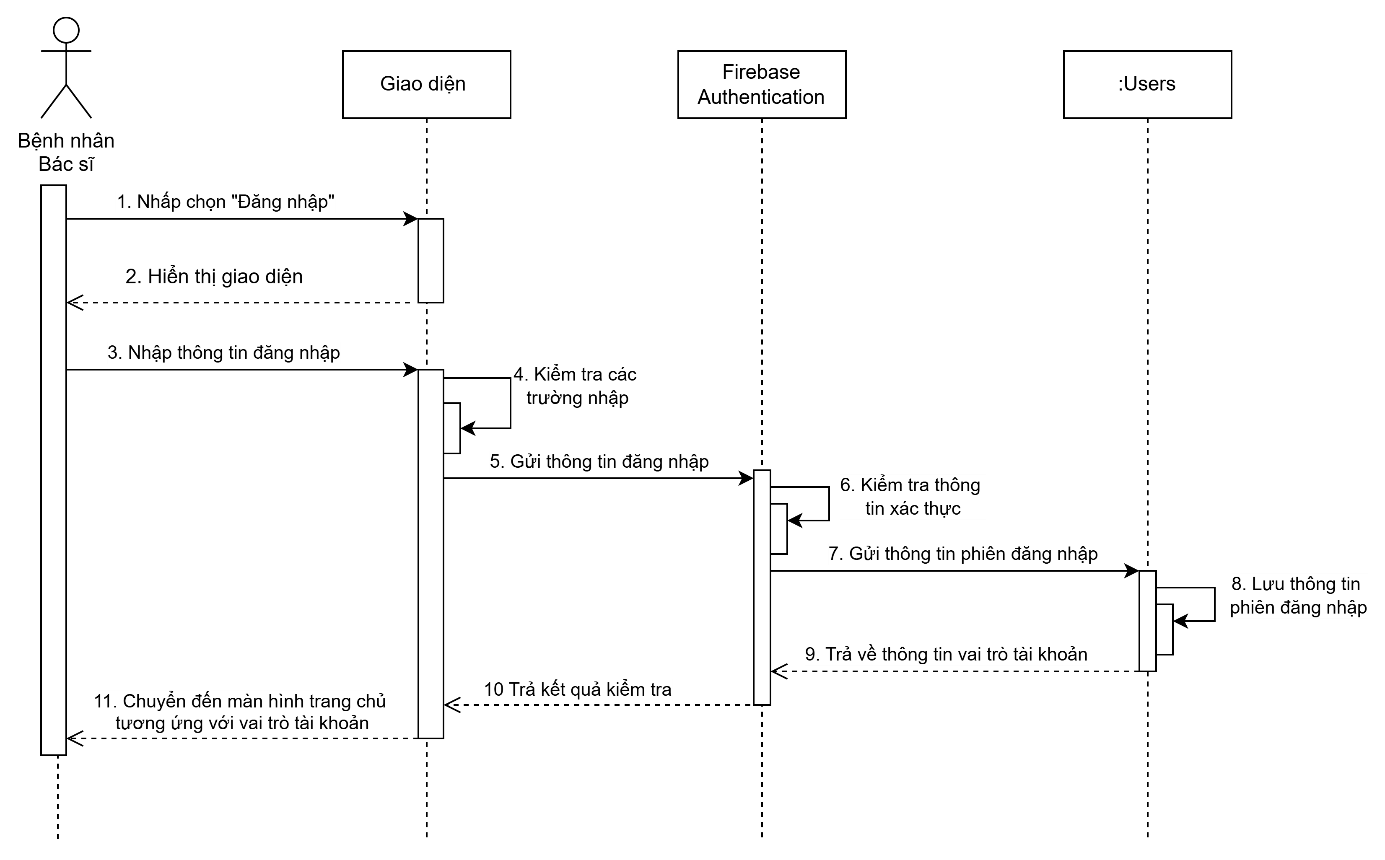 Giao diện
Firebase
Authentication
:Users
Bệnh nhân
Bác sĩ
1. Nhấp chọn "Đăng nhập"
2. Hiển thị giao diện
3. Nhập thông tin đăng nhập
4. Kiểm tra các
trường nhập
5. Gửi thông tin đăng nhập
6. Kiểm tra thông
tin xác thực
7. Gửi thông tin phiên đăng nhập
8. Lưu thông tin
phiên đăng nhập
9. Trả về thông tin vai trò tài khoản
10 Trả kết quả kiểm tra
11. Chuyển đến màn hình trang chủ
tương ứng với vai trò tài khoản